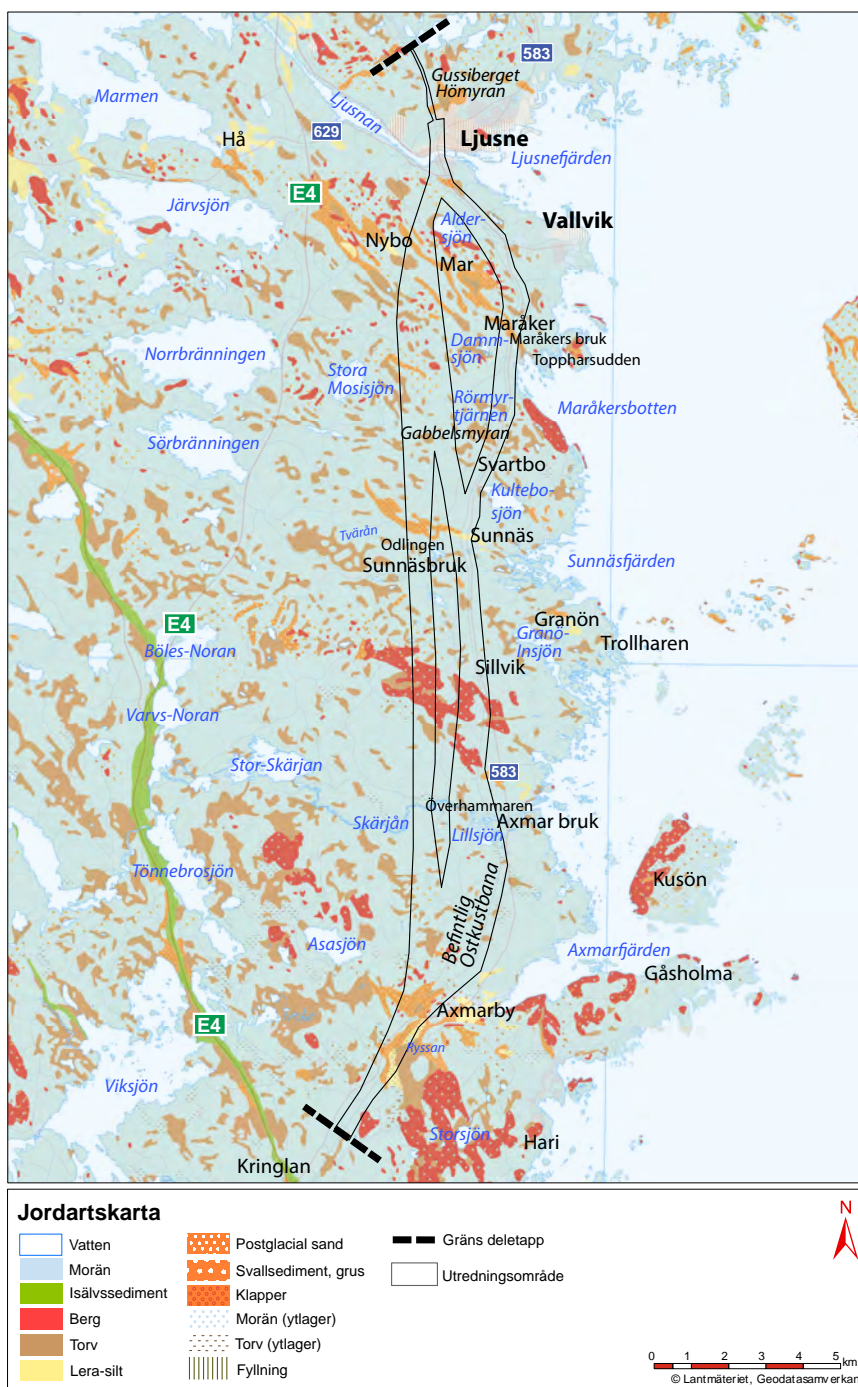 583
Gussiberget
Hömyran
Marmen
Ljusnan
629
Hå
Ljusne
Ljusnefjärden
E4
Järvsjön
Vallvik
Alder-
sjön
Nybo
Mar
Maråker
Maråkers bruk
Damm-
sjön
Toppharsudden
Norrbränningen
Stora
Mosisjön
Rörmyr-
tjärnen
Maråkersbotten
Gabbelsmyran
Sörbränningen
Svartbo
Kultebo-
sjön
Tvärån
Sunnäs
Odlingen
Sunnäsbruk
Sunnäsfjärden
E4
Granön
Granö-
Insjön
Trollharen
Böles-Noran
Sillvik
Varvs-Noran
Stor-Skärjan
583
Överhammaren
Skärjån
Lillsjön
Axmar bruk
Tönnebrosjön
Kusön
Befintlig
Ostkustbana
Asasjön
Axmarfjärden
Gåsholma
E4
Axmarby
Ryssan
Viksjön
Storsjön
Hari
Kringlan
Jordartskarta
Vatten
Morän
Isälvssediment
Berg
Torv
Lera-silt
Postglacial sand
Svallsediment, grus
Klapper
Morän (ytlager)
Torv (ytlager)
Fyllning
Gräns deletapp
Utredningsområde
N
0 1 2 3 4 5 km
© Lantmäteriet, Geodatasamverkan